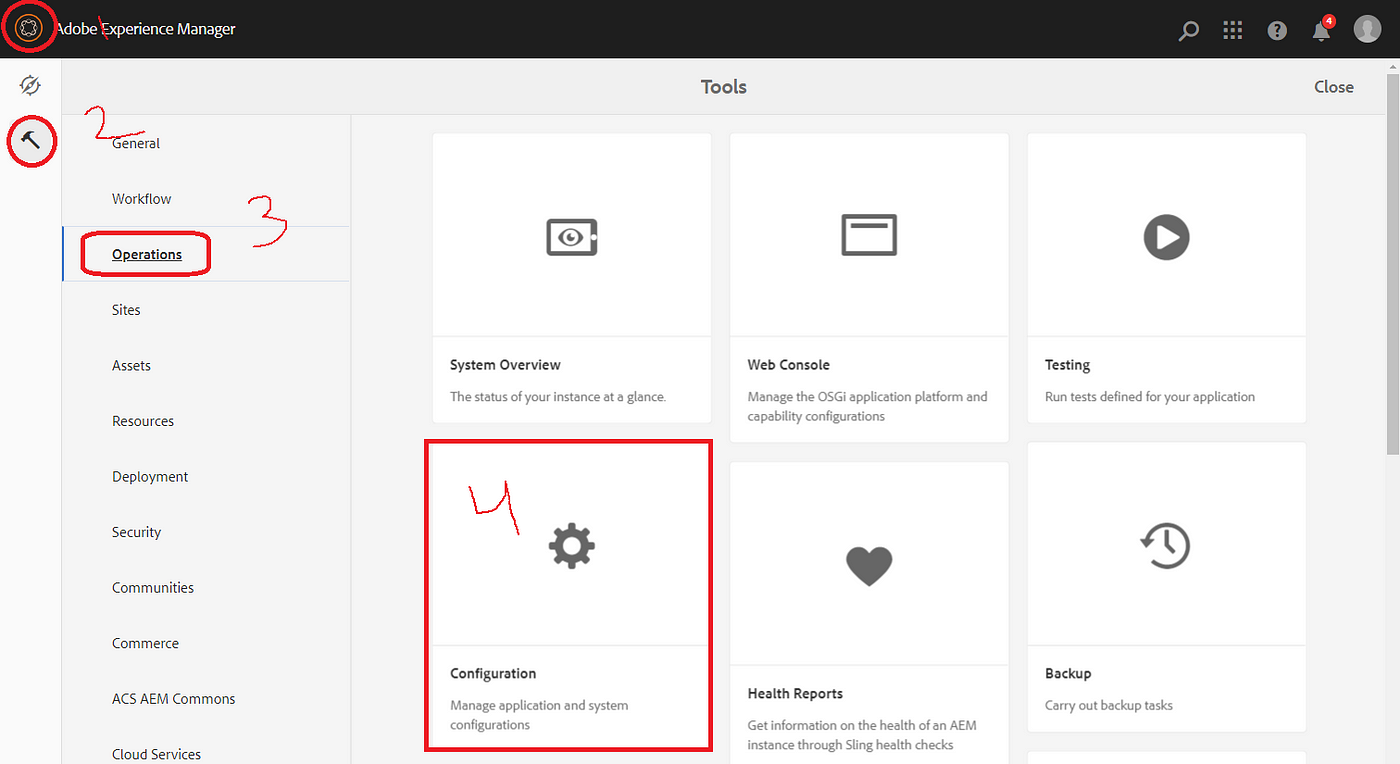 Adobe Experience Manager
4
Tools
Close
2
General
Workflow
3
Operations
Sites
Assets
Resources
Deployment
Security
Communities
Commerce
ACS AEM Commons
Cloud Services
System Overview
The status of your instance at a glance.
Web Console
Manage the OSGi application platform and
capability configurations
Testing
Run tests defined for your application
4
Configuration
Manage application and system
configurations
Health Reports
Get information on the health of an AEM
instance through Sling health checks
Backup
Carry out backup tasks